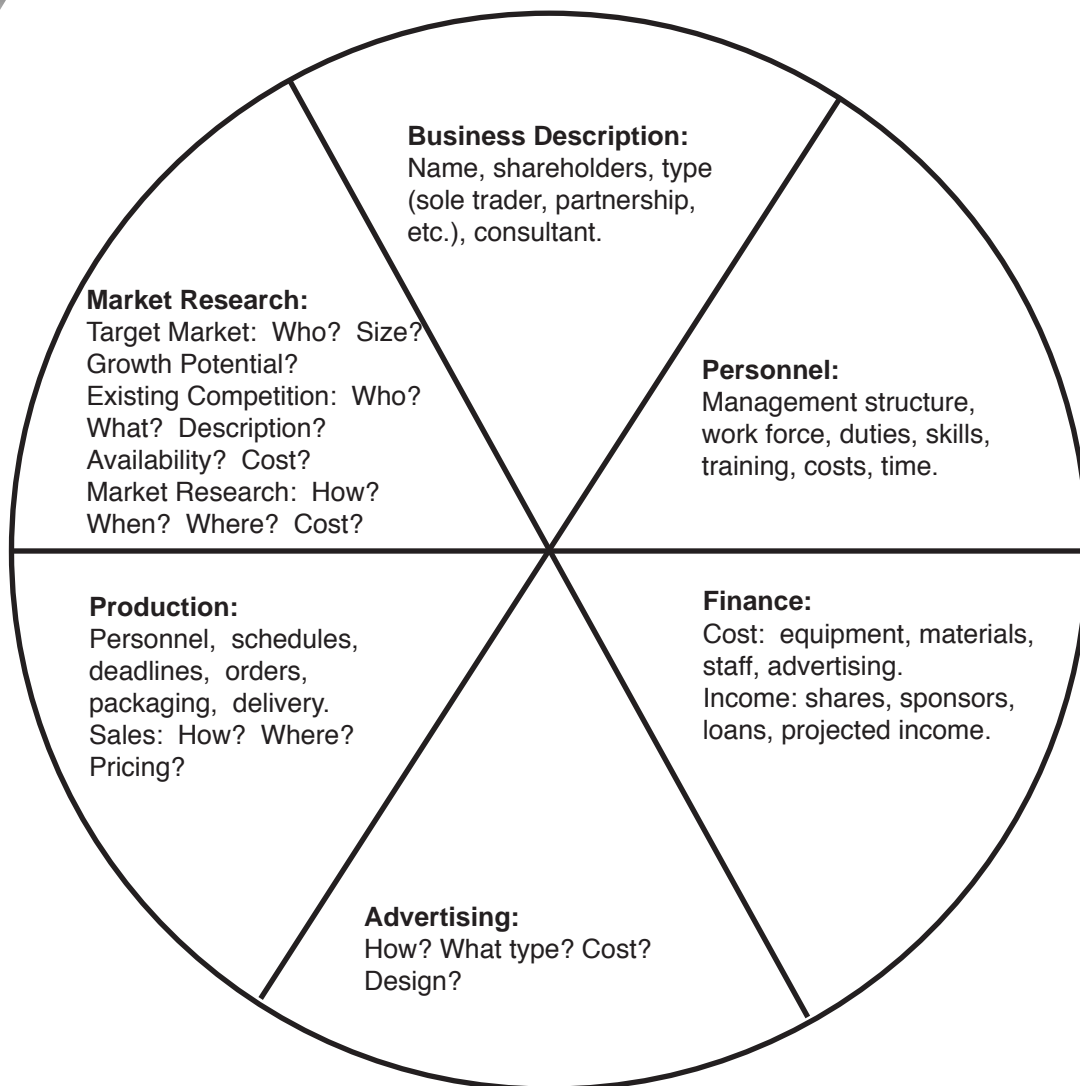 Business Description:
Name, shareholders, type
(sole trader, partnership,
etc.), consultant.
Market Research:
Target Market:  Who?  Size?
Growth Potential?
Existing Competition:  Who?
What?  Description?
Availability?  Cost?
Market Research:  How?
When?  Where?  Cost?
Personnel:
Management structure,
work force, duties, skills,
training, costs, time.
Production:
Personnel,  schedules,
deadlines,  orders,
packaging,  delivery.
Sales:  How?  Where?
Pricing?
Finance:
Cost:  equipment, materials,
staff, advertising.
Income: shares, sponsors,
loans, projected income.
Advertising:
How? What type? Cost?
Design?